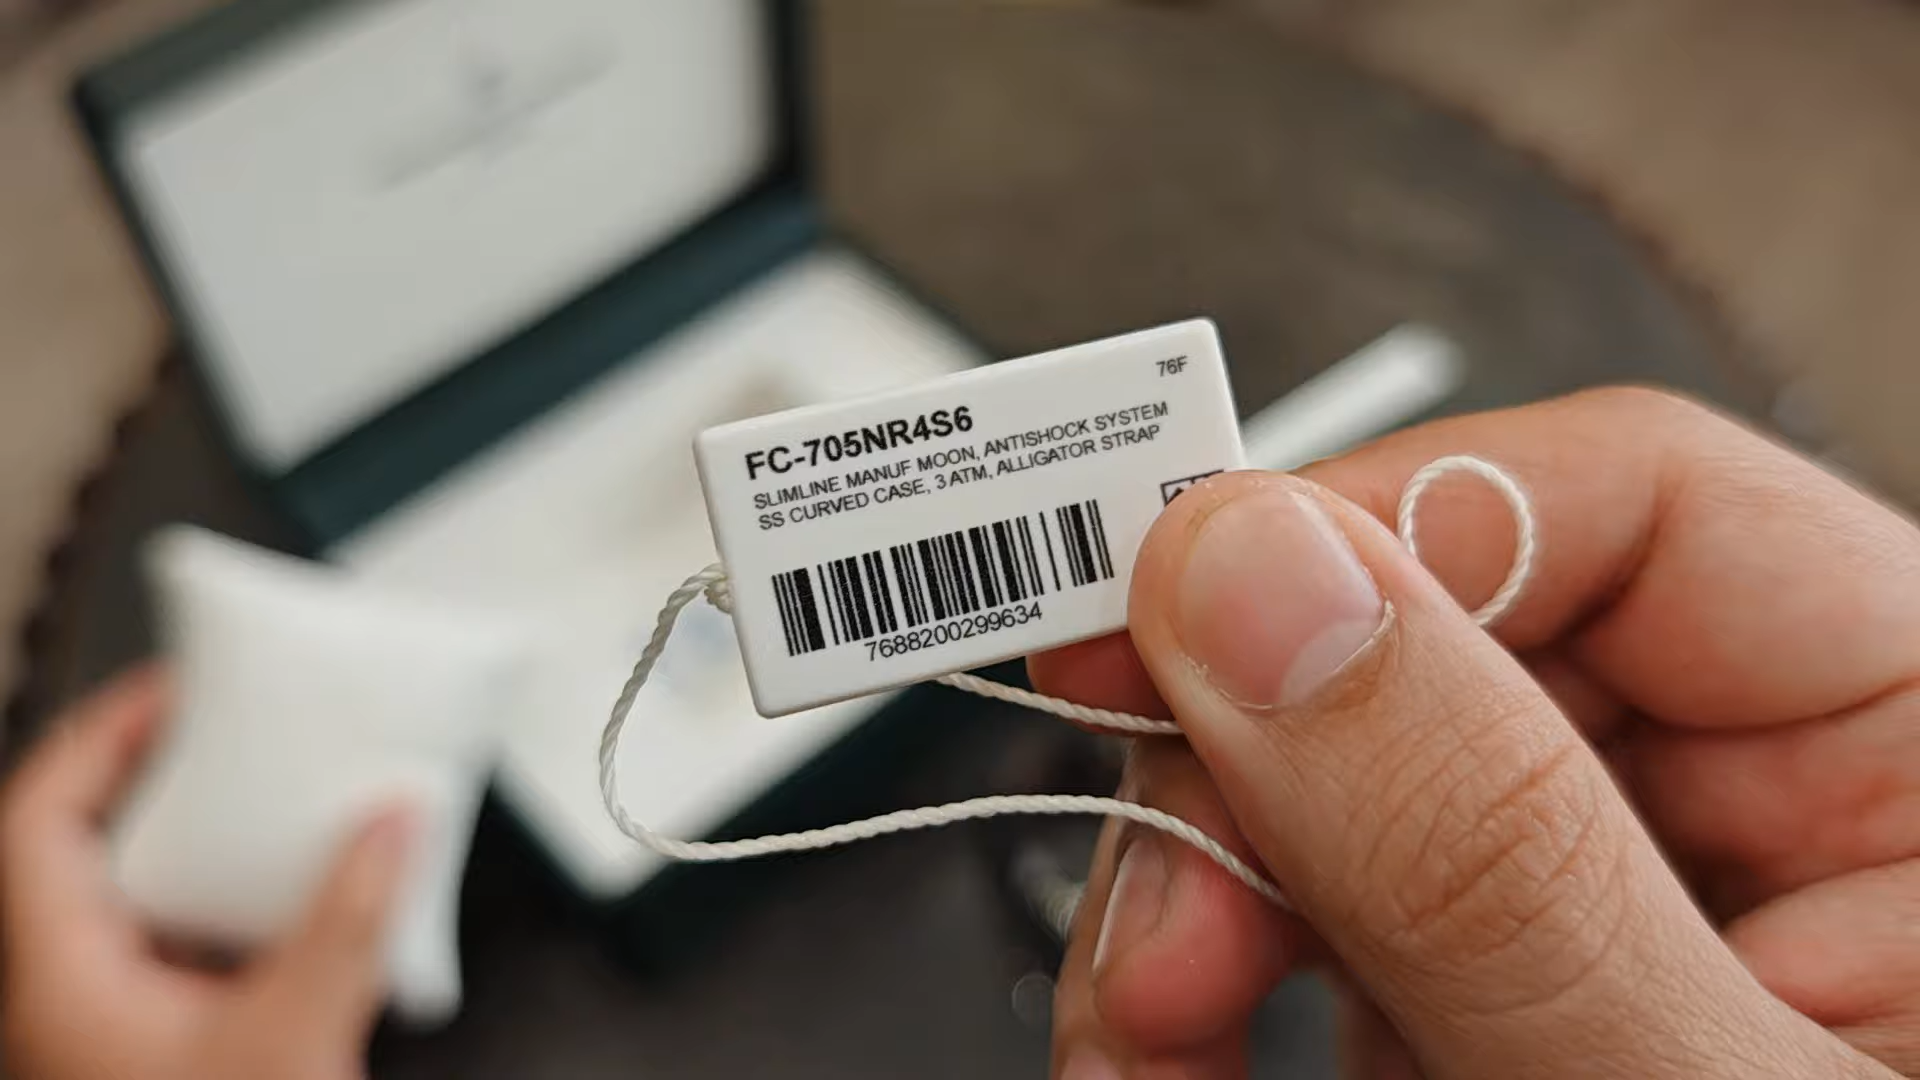 76F
FC-705NR4S6
SLIMLINE MANUF MOON, ANTISHOCK SYSTEM
SS CURVED CASE, 3 ATM, ALLIGATOR STRAP
7688200299634